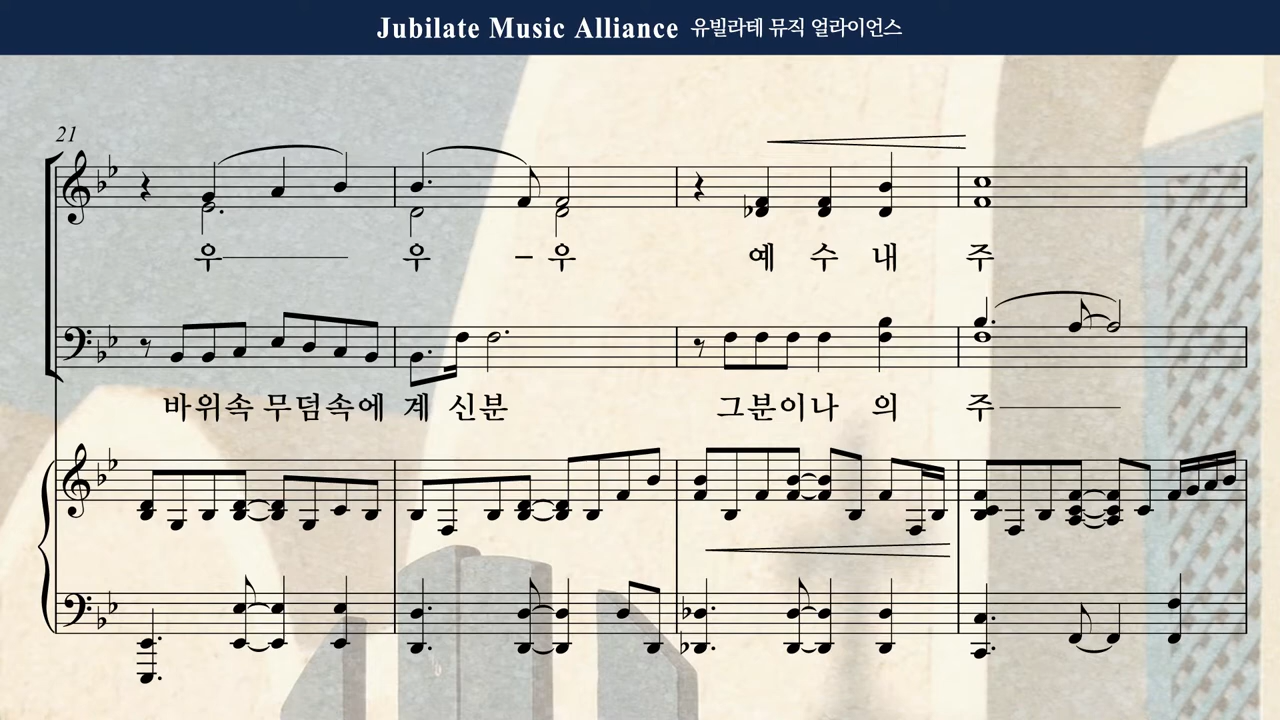 Jubilate Music Alliance 유빌라테 뮤직 얼라이언스
21
우 우 - 우 예 수 내 주
바위속 무덤속에 계 신분 그분이나 의 주